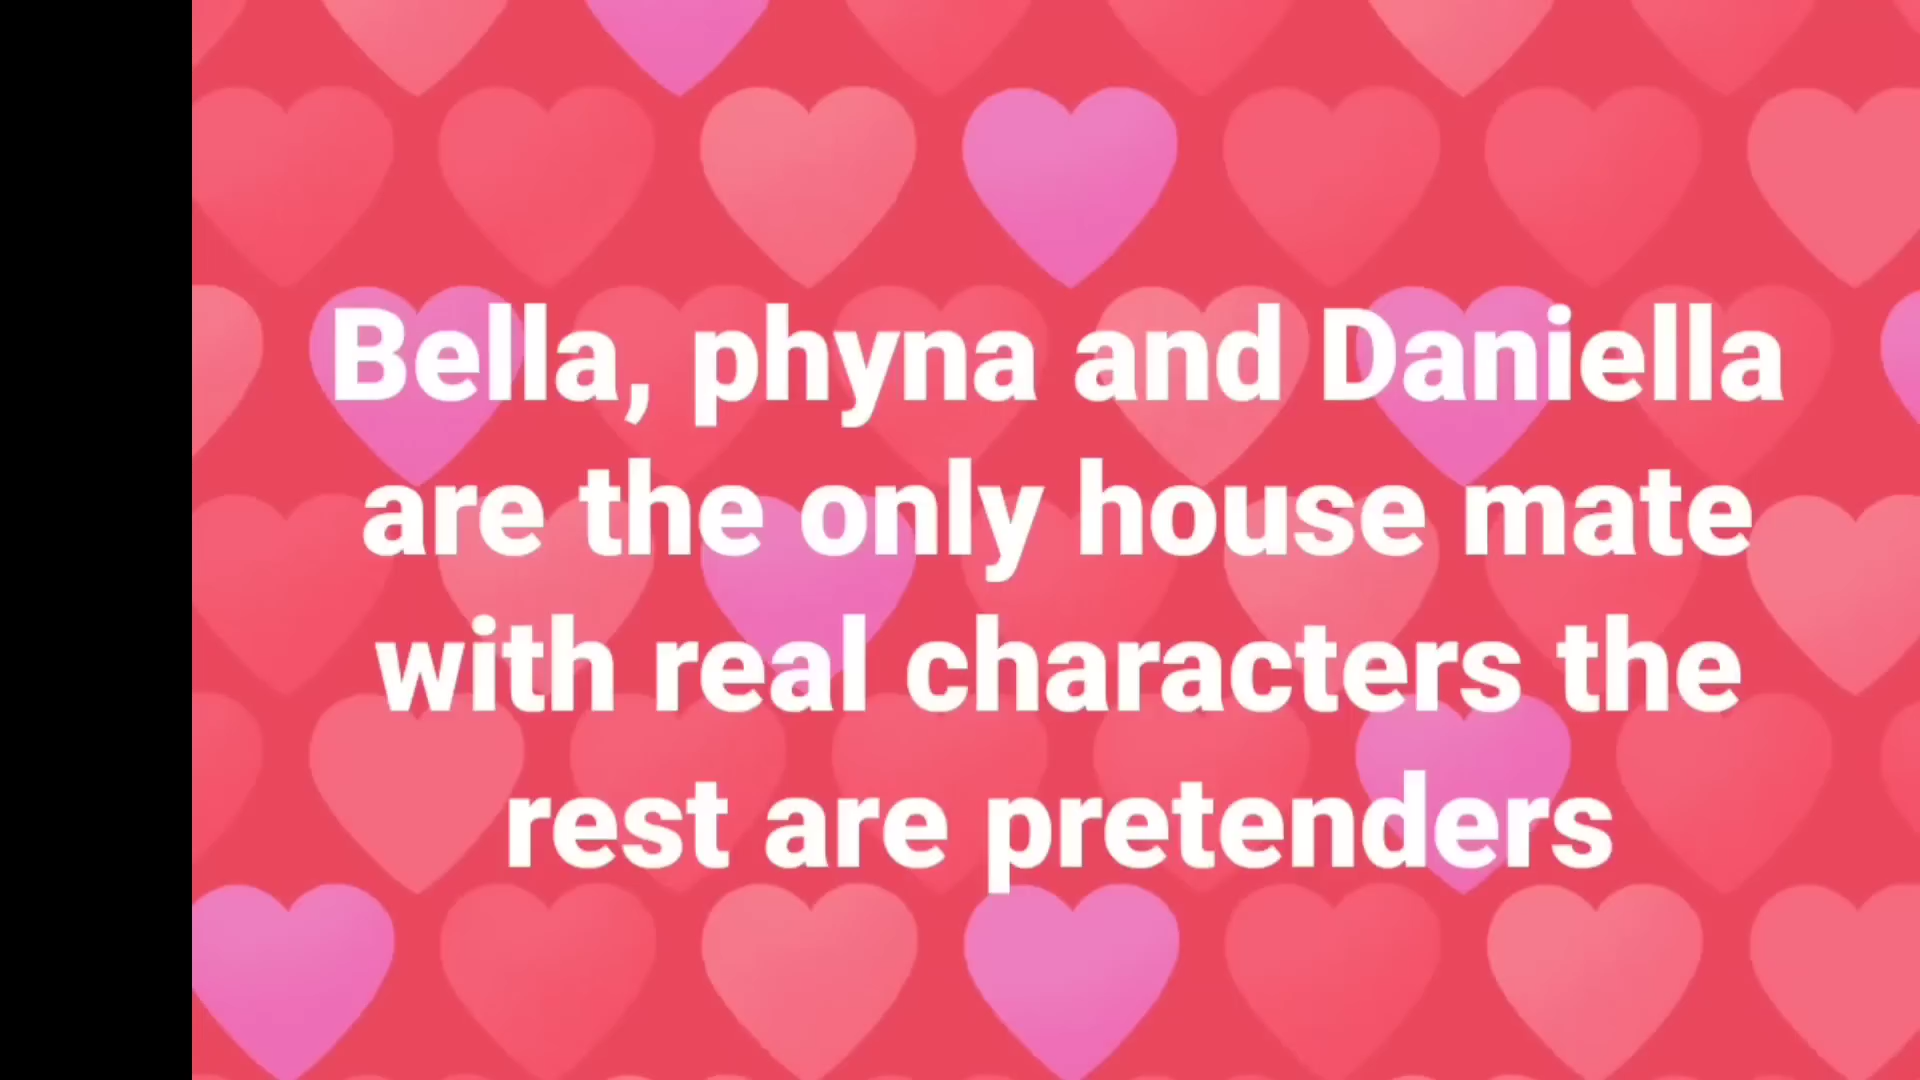 Bella, phyna and Daniella
are the only house mate
with real characters the
rest are pretenders